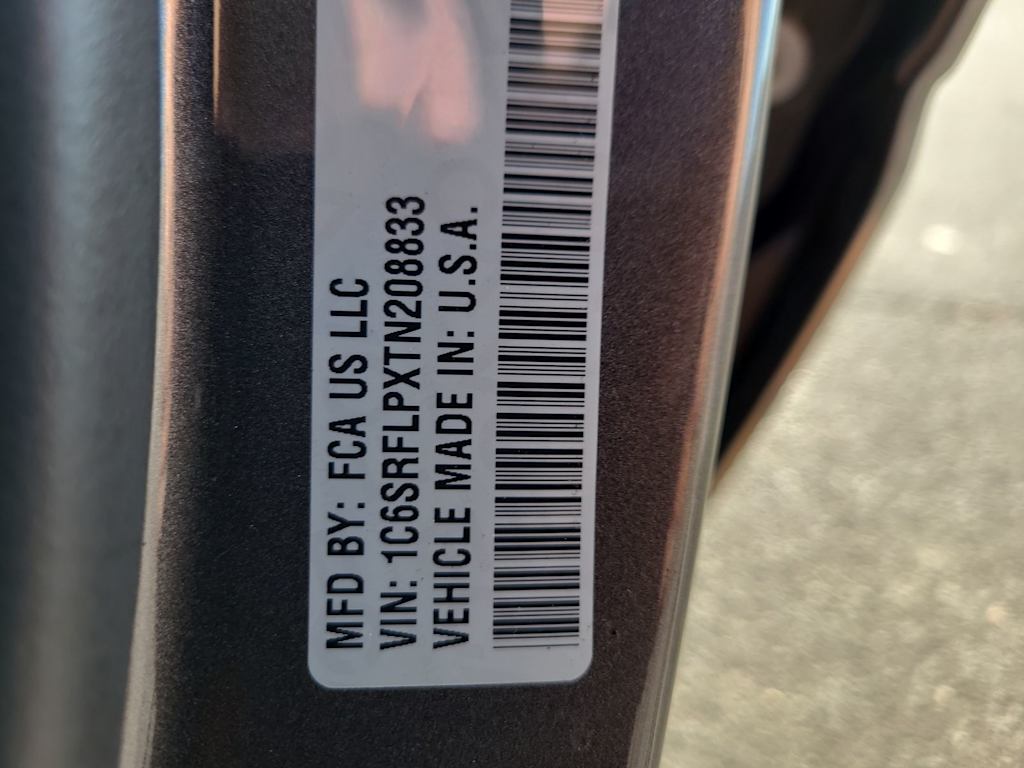 MFD BY: FCA US LLC
VIN: 1C6SRFLPXTN208833
VEHICLE MADE IN: U.S.A.